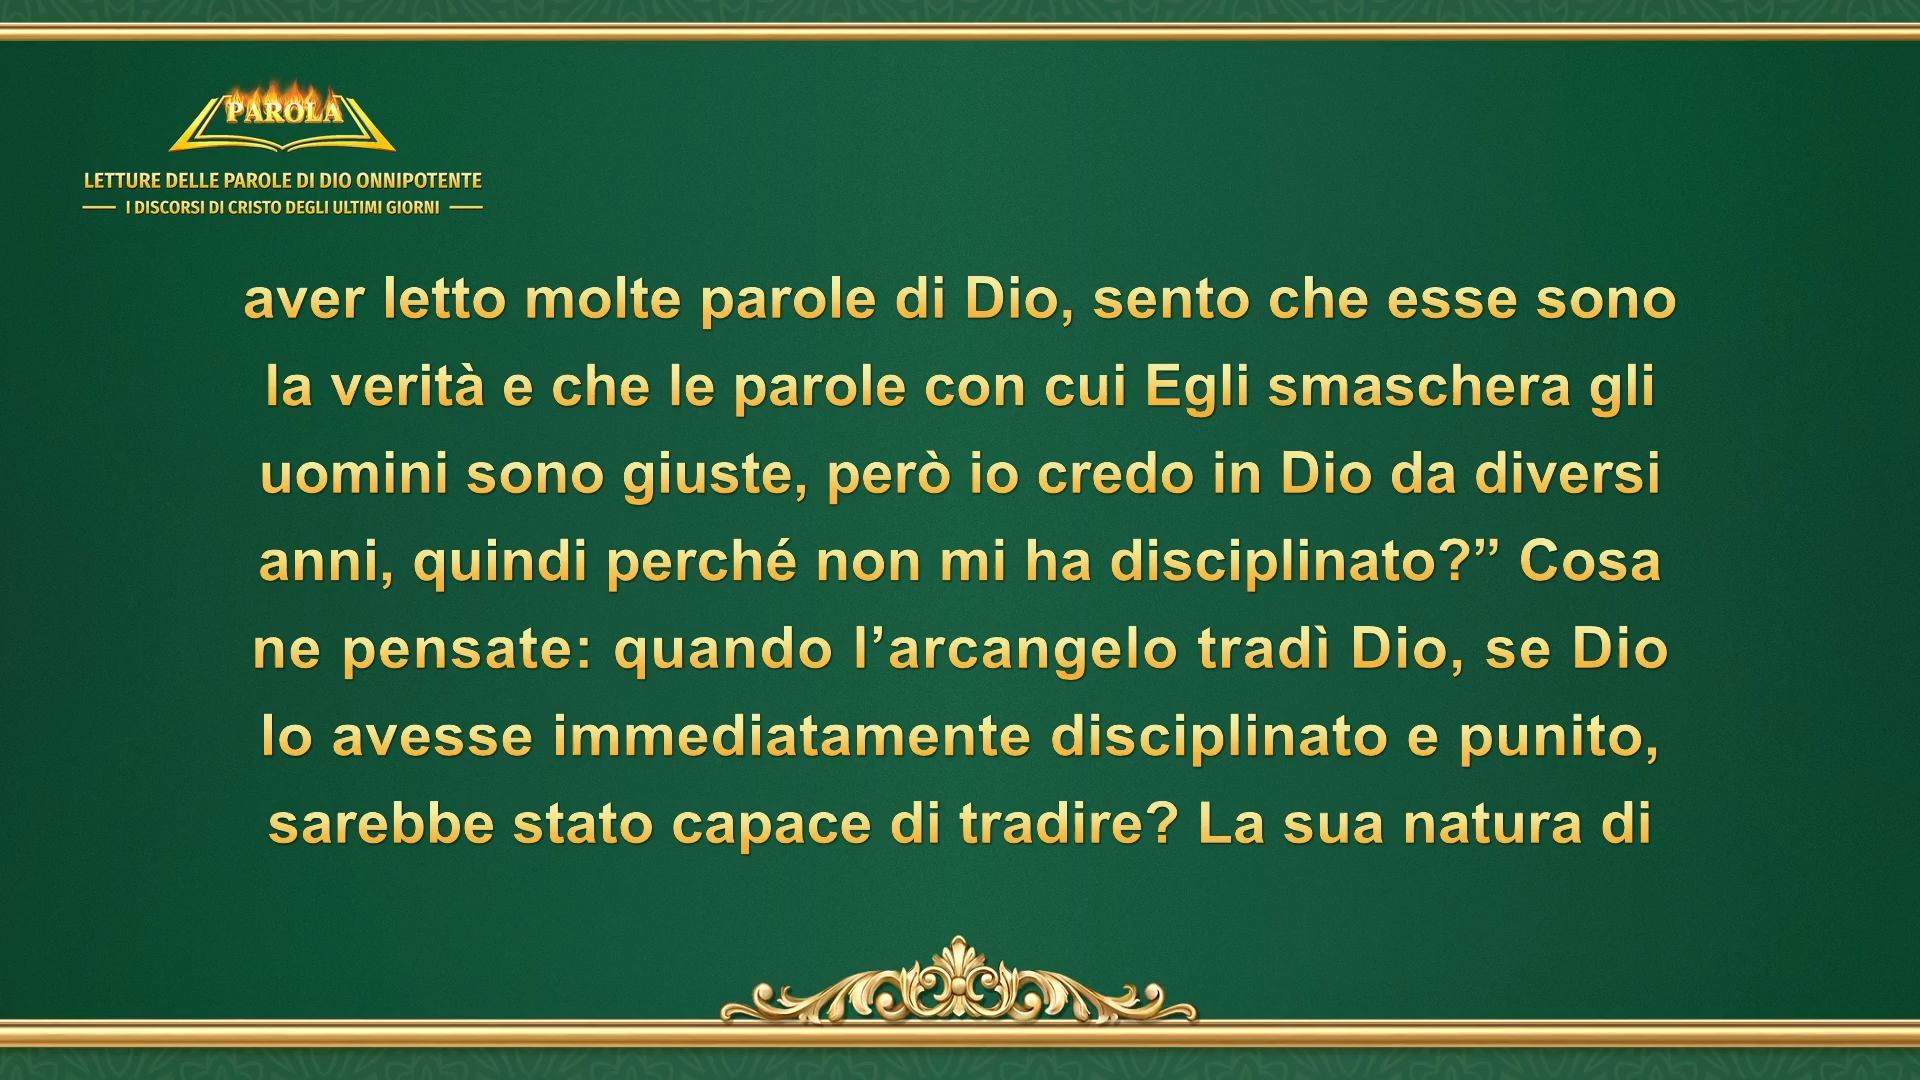 PAROLA
LETTURE DELLE PAROLE DI DIO ONNIPOTENTE
I DISCORSI DI CRISTO DEGLI ULTIMI GIORNI
aver letto molte parole di Dio, sento che esse sono
la verità e che le parole con cui Egli smaschera gli
uomini sono giuste, però io credo in Dio da diversi
anni, quindi perché non mi ha disciplinato?” Cosa
ne pensate: quando l’arcangelo tradì Dio, se Dio
lo avesse immediatamente disciplinato e punito,
sarebbe stato capace di tradire? La sua natura di